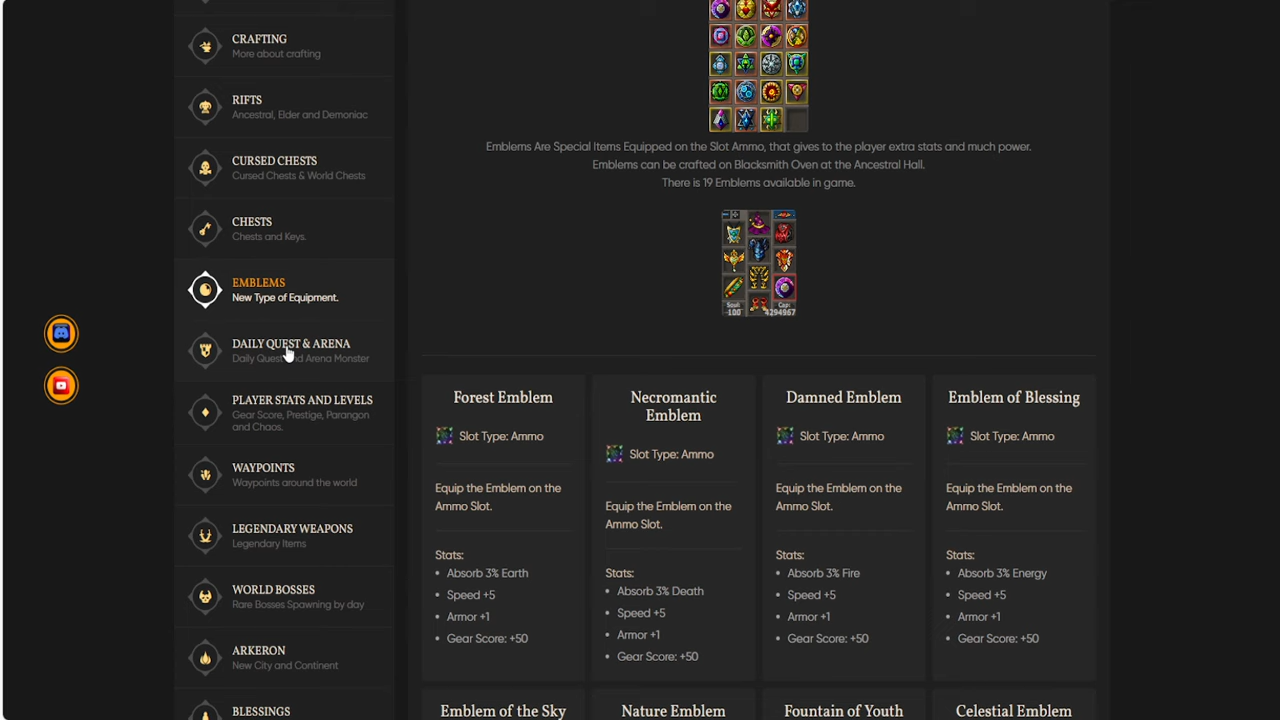 CRAFTING
More about crafting
RIFTS
Ancestral, Elder and Demoniac
CURSED CHESTS
Cursed Chests & World Chests
CHESTS
Chests and Keys.
EMBLEMS
New Type of Equipment.
DAILY QUEST & ARENA
Daily Quest and Arena Monster
PLAYER STATS AND LEVELS
Gear Score, Prestige, Parangon
and Chaos.
WAYPOINTS
Waypoints around the world
LEGENDARY WEAPONS
Legendary Items
WORLD BOSSES
Rare Bosses Spawning by day
ARKERON
New City and Continent
BLESSINGS
Emblems Are Special Items Equipped on the Slot Ammo, that gives to the player extra stats and much power.
Emblems can be crafted on Blacksmith Oven at the Ancestral Hall.
There is 19 Emblems available in game.
Soul:
100
Cap:
4294967
Forest Emblem
Slot Type: Ammo
Equip the Emblem on the
Ammo Slot.
Stats:
• Absorb 3% Earth
• Speed +5
• Armor +1
• Gear Score: +50
Necromantic
Emblem
Slot Type: Ammo
Equip the Emblem on the
Ammo Slot.
Stats:
• Absorb 3% Death
• Speed +5
• Armor +1
• Gear Score: +50
Damned Emblem
Slot Type: Ammo
Equip the Emblem on the
Ammo Slot.
Stats:
• Absorb 3% Fire
• Speed +5
• Armor +1
• Gear Score: +50
Emblem of Blessing
Slot Type: Ammo
Equip the Emblem on the
Ammo Slot.
Stats:
• Absorb 3% Energy
• Speed +5
• Armor +1
• Gear Score: +50
Emblem of the Sky
Nature Emblem
Fountain of Youth
Celestial Emblem